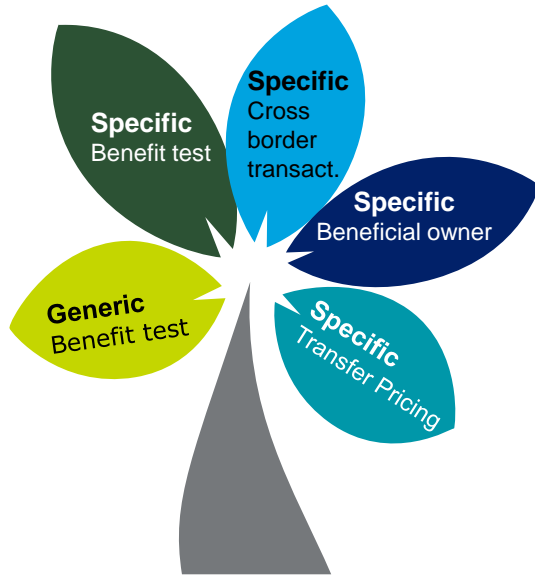 Specific
Benefit test
Specific
Cross
border
transact.
Specific
Beneficial owner
Generic
Benefit test
Specific
Transfer Pricing